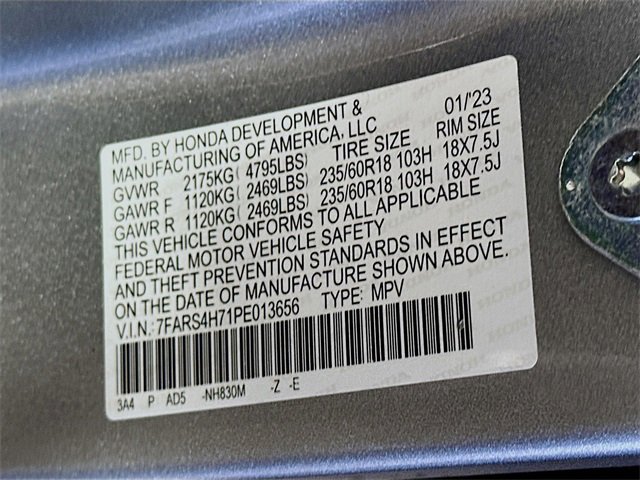 MFD. BY HONDA DEVELOPMENT & 01/'23
MANUFACTURING OF AMERICA, LLC
GVWR 2175KG( 4795LBS) TIRE SIZE RIM SIZE
GAWR F 1120KG( 2469LBS) 235/60R18 103H 18X7.5J
GAWR R 1120KG( 2469LBS) 235/60R18 103H 18X7.5J
THIS VEHICLE CONFORMS TO ALL APPLICABLE
FEDERAL MOTOR VEHICLE SAFETY
AND THEFT PREVENTION STANDARDS IN EFFECT
ON THE DATE OF MANUFACTURE SHOWN ABOVE.
V.I.N.: 7FARS4H71PE013656 TYPE: MPV
3A4 P AD5 -NH830M -Z -E